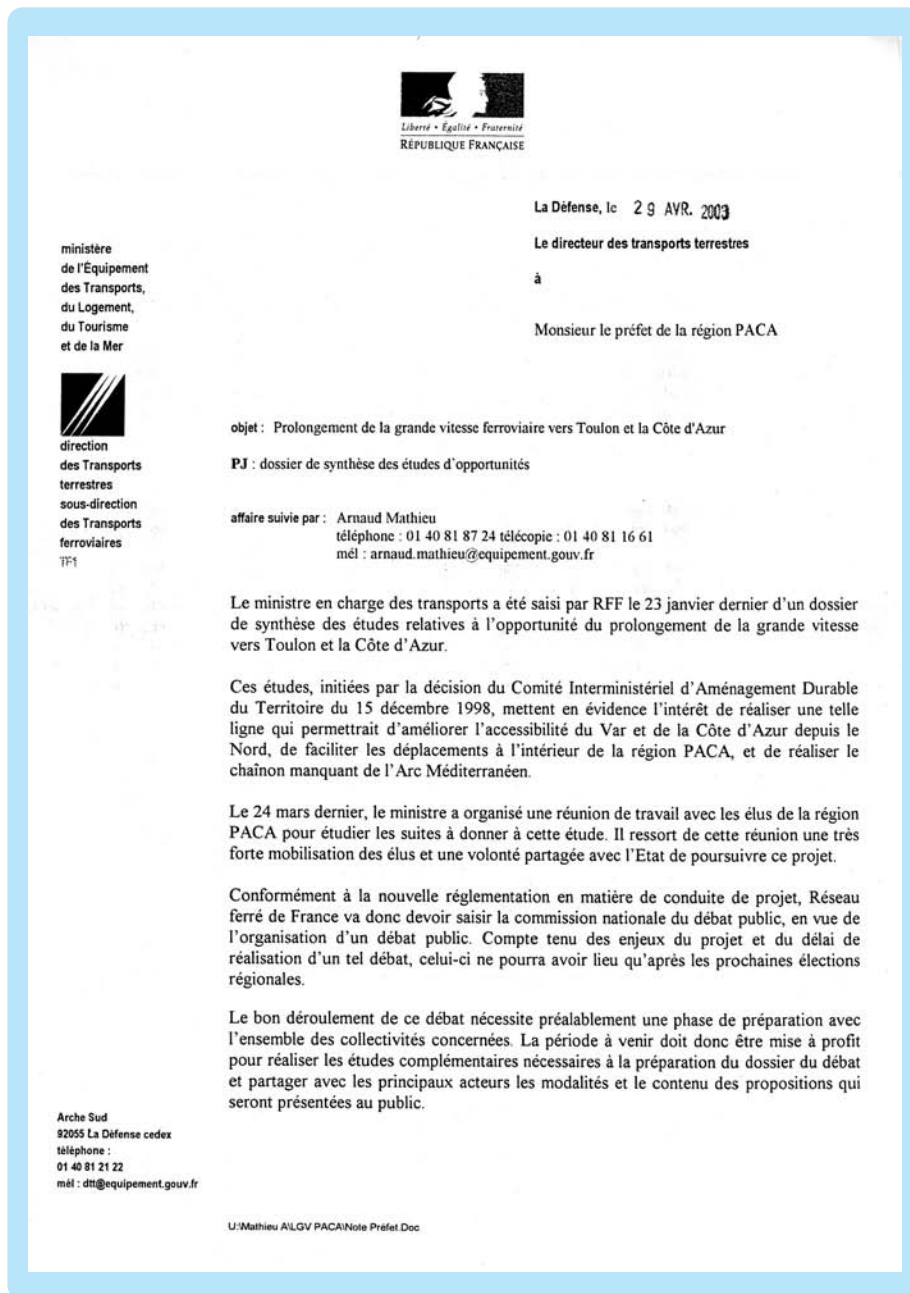 Liberté • Égalité • Fraternité
RÉPUBLIQUE FRANÇAISE
La Défense, le 29 AVR. 2003
Le directeur des transports terrestres
à
Monsieur le préfet de la région PACA
ministère
de l'Équipement
des Transports,
du Logement,
du Tourisme
et de la Mer
direction
des Transports
terrestres
sous-direction
des Transports
ferroviaires
TF1
objet : Prolongement de la grande vitesse ferroviaire vers Toulon et la Côte d'Azur
PJ : dossier de synthèse des études d'opportunités
affaire suivie par : Arnaud Mathieu
téléphone : 01 40 81 87 24 télécopie : 01 40 81 16 61
mél : arnaud.mathieu@equipement.gouv.fr
Le ministre en charge des transports a été saisi par RFF le 23 janvier dernier d'un dossier
de synthèse des études relatives à l'opportunité du prolongement de la grande vitesse
vers Toulon et la Côte d'Azur.
Ces études, initiées par la décision du Comité Interministériel d'Aménagement Durable
du Territoire du 15 décembre 1998, mettent en évidence l'intérêt de réaliser une telle
ligne qui permettrait d'améliorer l'accessibilité du Var et de la Côte d'Azur depuis le
Nord, de faciliter les déplacements à l'intérieur de la région PACA, et de réaliser le
chaînon manquant de l'Arc Méditerranéen.
Le 24 mars dernier, le ministre a organisé une réunion de travail avec les élus de la région
PACA pour étudier les suites à donner à cette étude. Il ressort de cette réunion une très
forte mobilisation des élus et une volonté partagée avec l'Etat de poursuivre ce projet.
Conformément à la nouvelle réglementation en matière de conduite de projet, Réseau
ferré de France va donc devoir saisir la commission nationale du débat public, en vue de
l'organisation d'un débat public. Compte tenu des enjeux du projet et du délai de
réalisation d'un tel débat, celui-ci ne pourra avoir lieu qu'après les prochaines élections
régionales.
Le bon déroulement de ce débat nécessite préalablement une phase de préparation avec
l'ensemble des collectivités concernées. La période à venir doit donc être mise à profit
pour réaliser les études complémentaires nécessaires à la préparation du dossier du débat
et partager avec les principaux acteurs les modalités et le contenu des propositions qui
seront présentées au public.
Arche Sud
92055 La Défense cedex
téléphone :
01 40 81 21 22
mél : dtt@equipement.gouv.fr
U:\Mathieu A\LGV PACA\Note Préfet.Doc